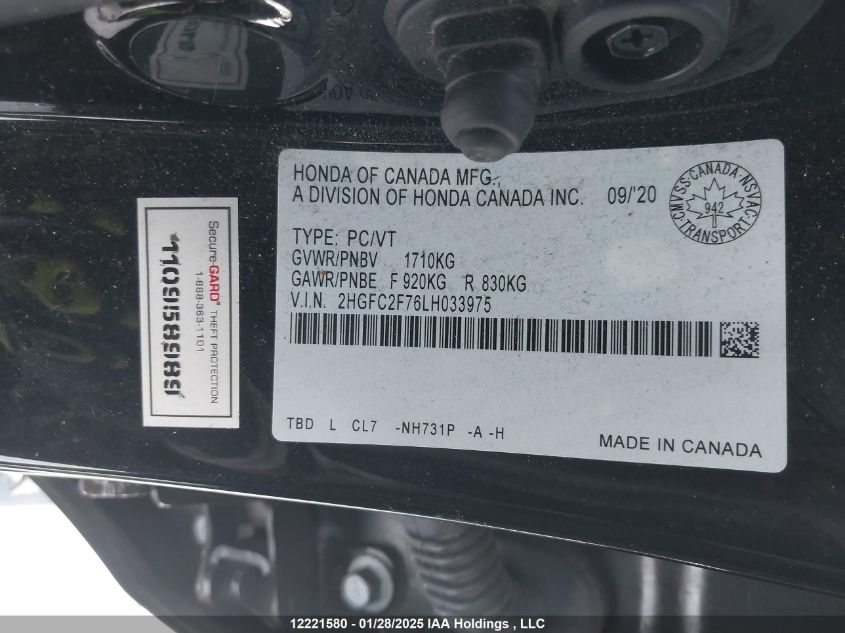 HONDA OF CANADA MFG.,
A DIVISION OF HONDA CANADA INC. 09/'20
TYPE: PC/VT
GVWR/PNBV 1710KG
GAWR/PNBE F 920KG R 830KG
V.I.N. 2HGFC2F76LH033975
TBD L CL7 -NH731P -A -H
MADE IN CANADA
CMVSS·CANADA·NSVAC
942
TRANSPORT
SecureGARD THEFT PROTECTION
1-888-363-1101
12221580 - 01/28/2025 IAA Holdings , LLC